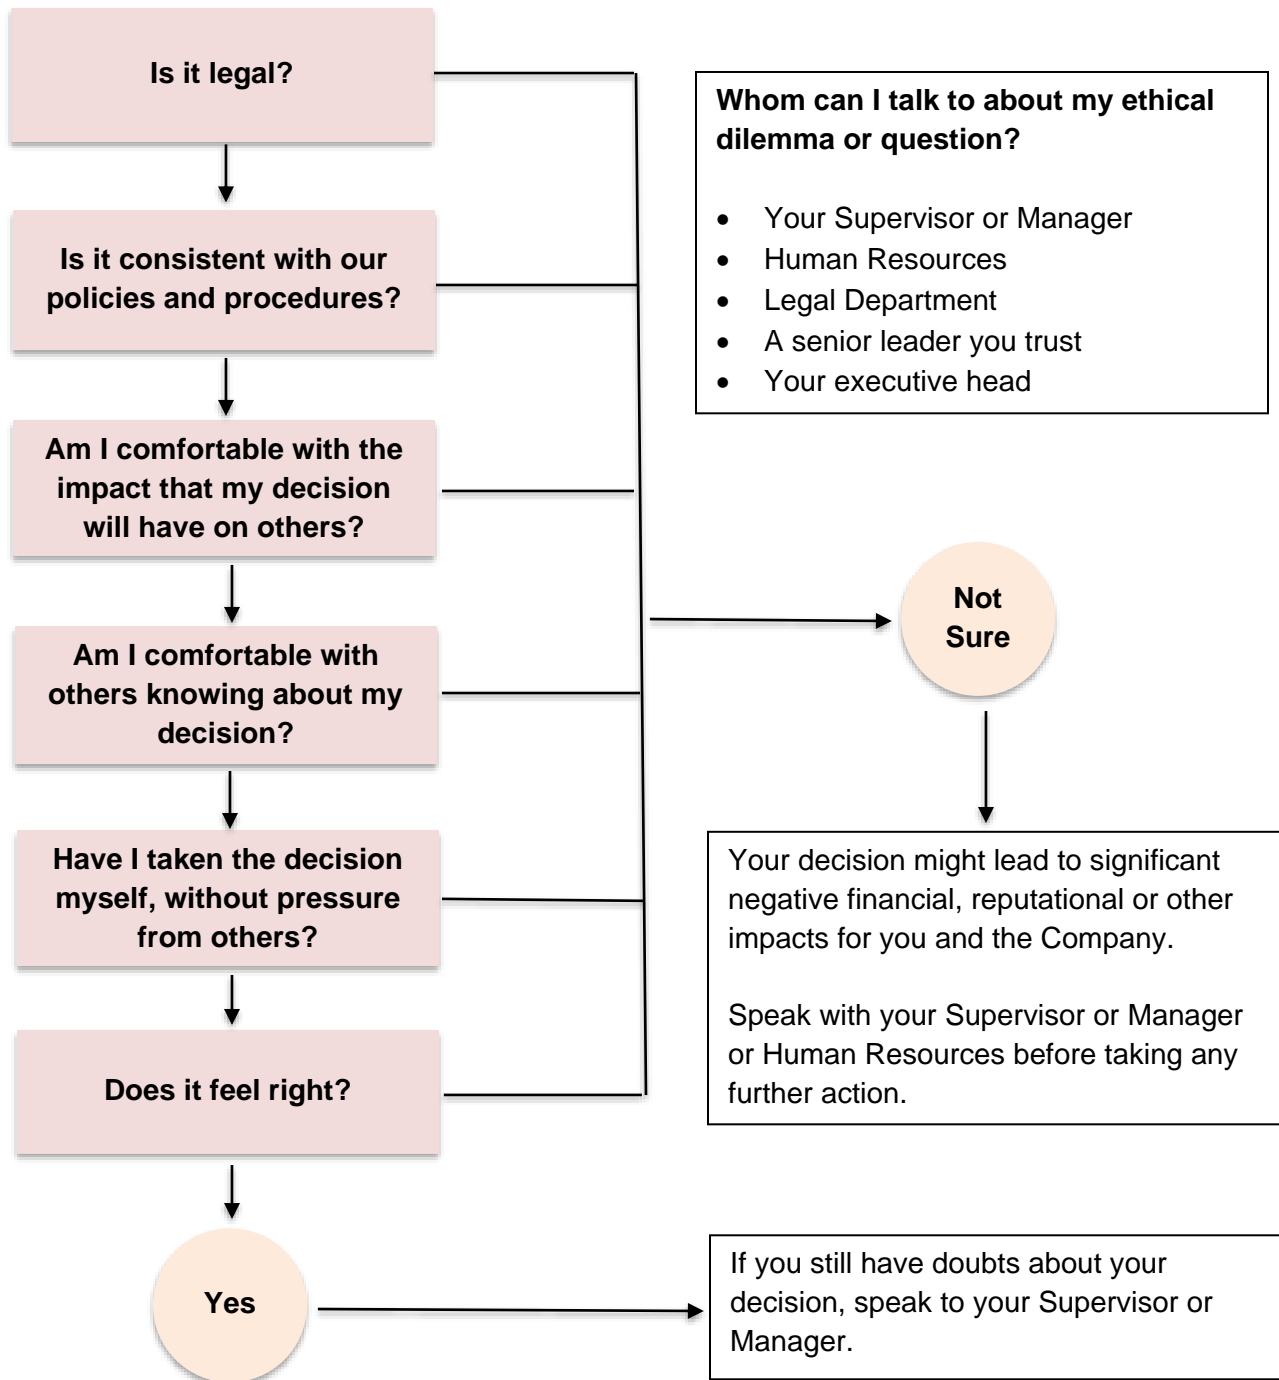 Is it legal?
Is it consistent with our
policies and procedures?
Am I comfortable with the
impact that my decision
will have on others?
Am I comfortable with
others knowing about my
decision?
Have I taken the decision
myself, without pressure
from others?
Does it feel right?
Yes
Whom can I talk to about my ethical
dilemma or question?
• Your Supervisor or Manager
• Human Resources
• Legal Department
• A senior leader you trust
• Your executive head
Not
Sure
Your decision might lead to significant
negative financial, reputational or other
impacts for you and the Company.
Speak with your Supervisor or Manager
or Human Resources before taking any
further action.
If you still have doubts about your
decision, speak to your Supervisor or
Manager.